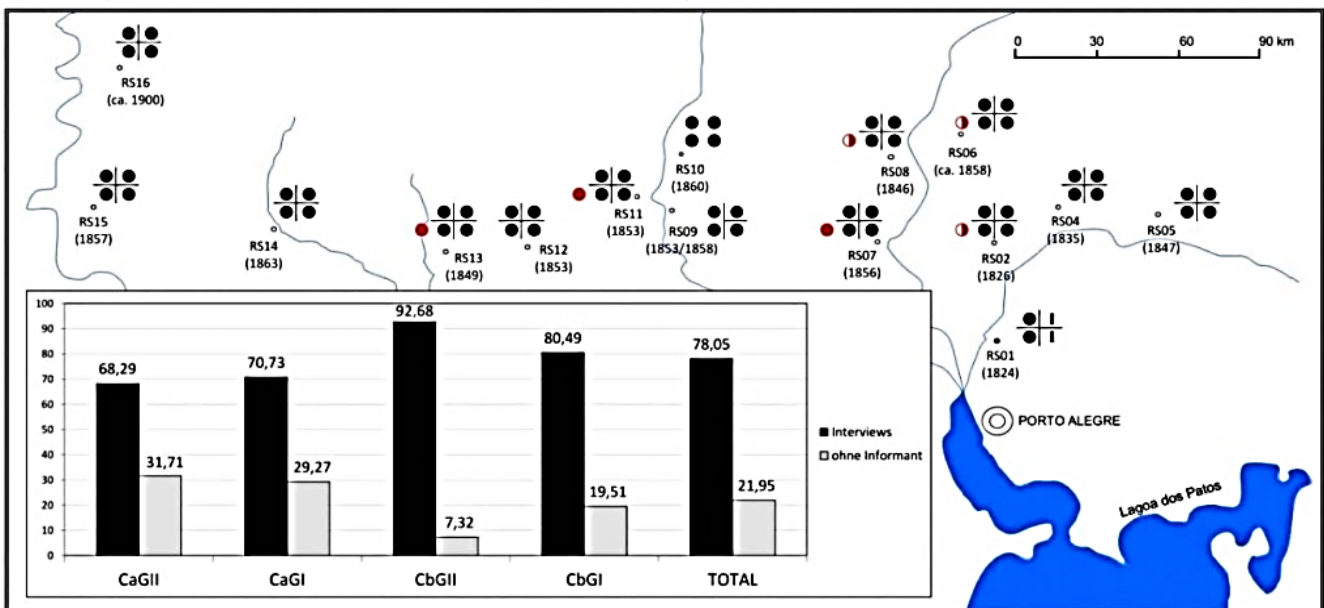 0 30 60 90 km
RS16
(ca. 1900)
RS10
(1860)
RS08
(1846)
RS06
(ca. 1858)
RS15
(1857)
RS14
(1863)
RS13
(1849)
RS12
(1853)
RS11
(1853)
RS09
(1853/1858)
RS07
(1856)
RS02
(1826)
RS04
(1835)
RS05
(1847)
RS01
(1824)
PORTO ALEGRE
Lagoa dos Patos
100
90
80
70
60
50
40
30
20
10
0
68,29
31,71
70,73
29,27
92,68
7,32
80,49
19,51
78,05
21,95
CaGII CaGI CbGII CbGI TOTAL
Interviews
ohne Informant